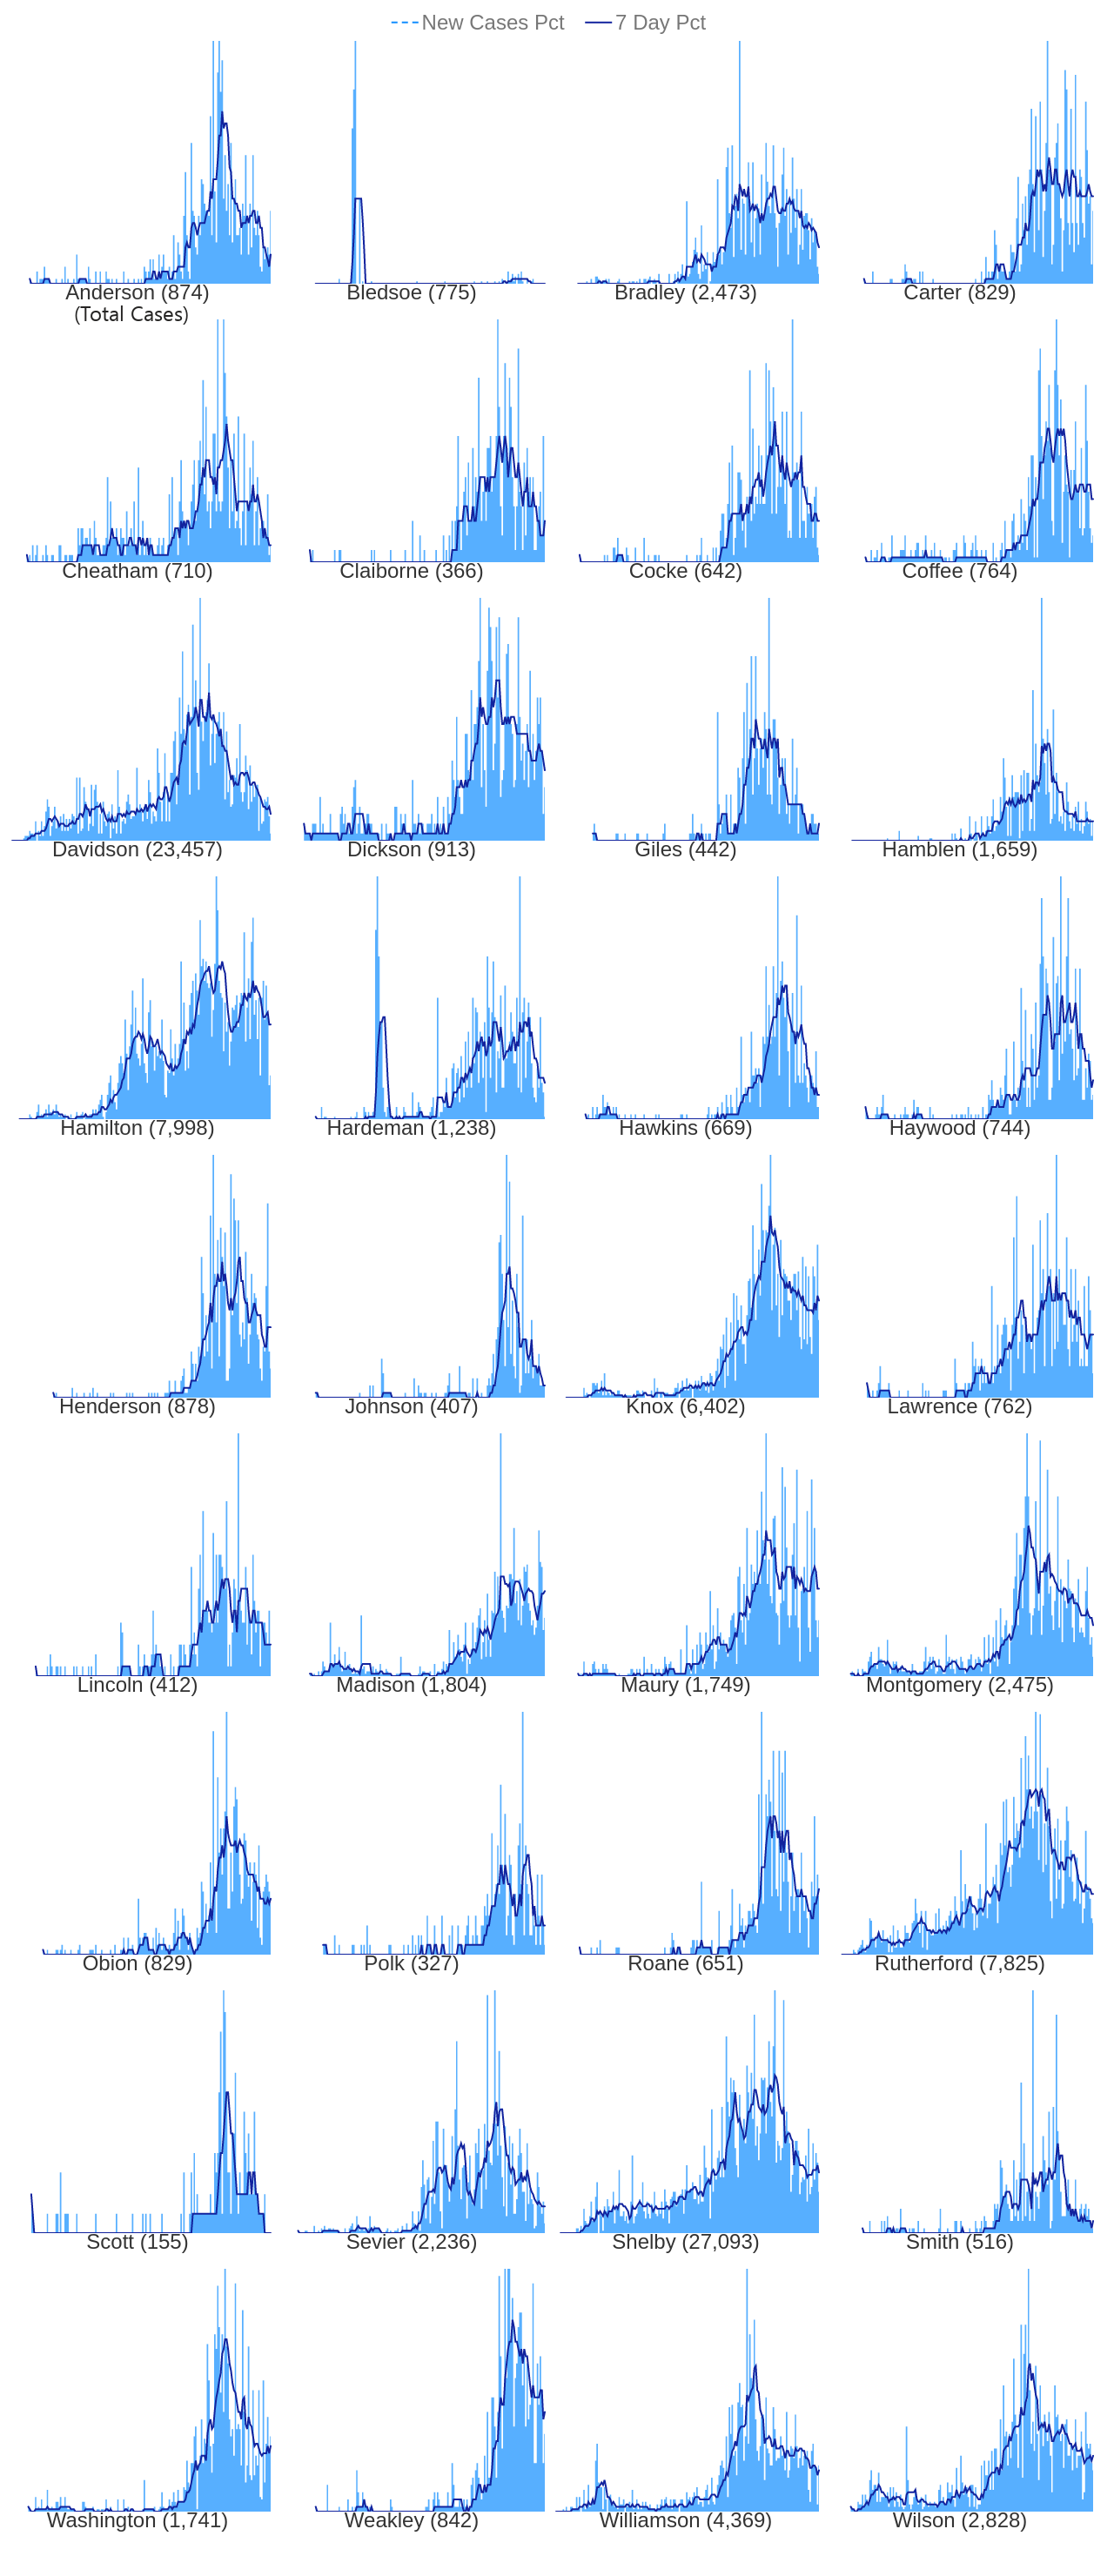 New Cases Pct 7 Day Pct
Anderson (874) Bledsoe (775) Bradley (2,473) Carter (829)
(Total Cases)
Cheatham (710) Claiborne (366) Cocke (642) Coffee (764)
Davidson (23,457) Dickson (913) Giles (442) Hamblen (1,659)
Hamilton (7,998) Hardeman (1,238) Hawkins (669) Haywood (744)
Henderson (878) Johnson (407) Knox (6,402) Lawrence (762)
Lincoln (412) Madison (1,804) Maury (1,749) Montgomery (2,475)
Obion (829) Polk (327) Roane (651) Rutherford (7,825)
Scott (155) Sevier (2,236) Shelby (27,093) Smith (516)
Washington (1,741) Weakley (842) Williamson (4,369) Wilson (2,828)